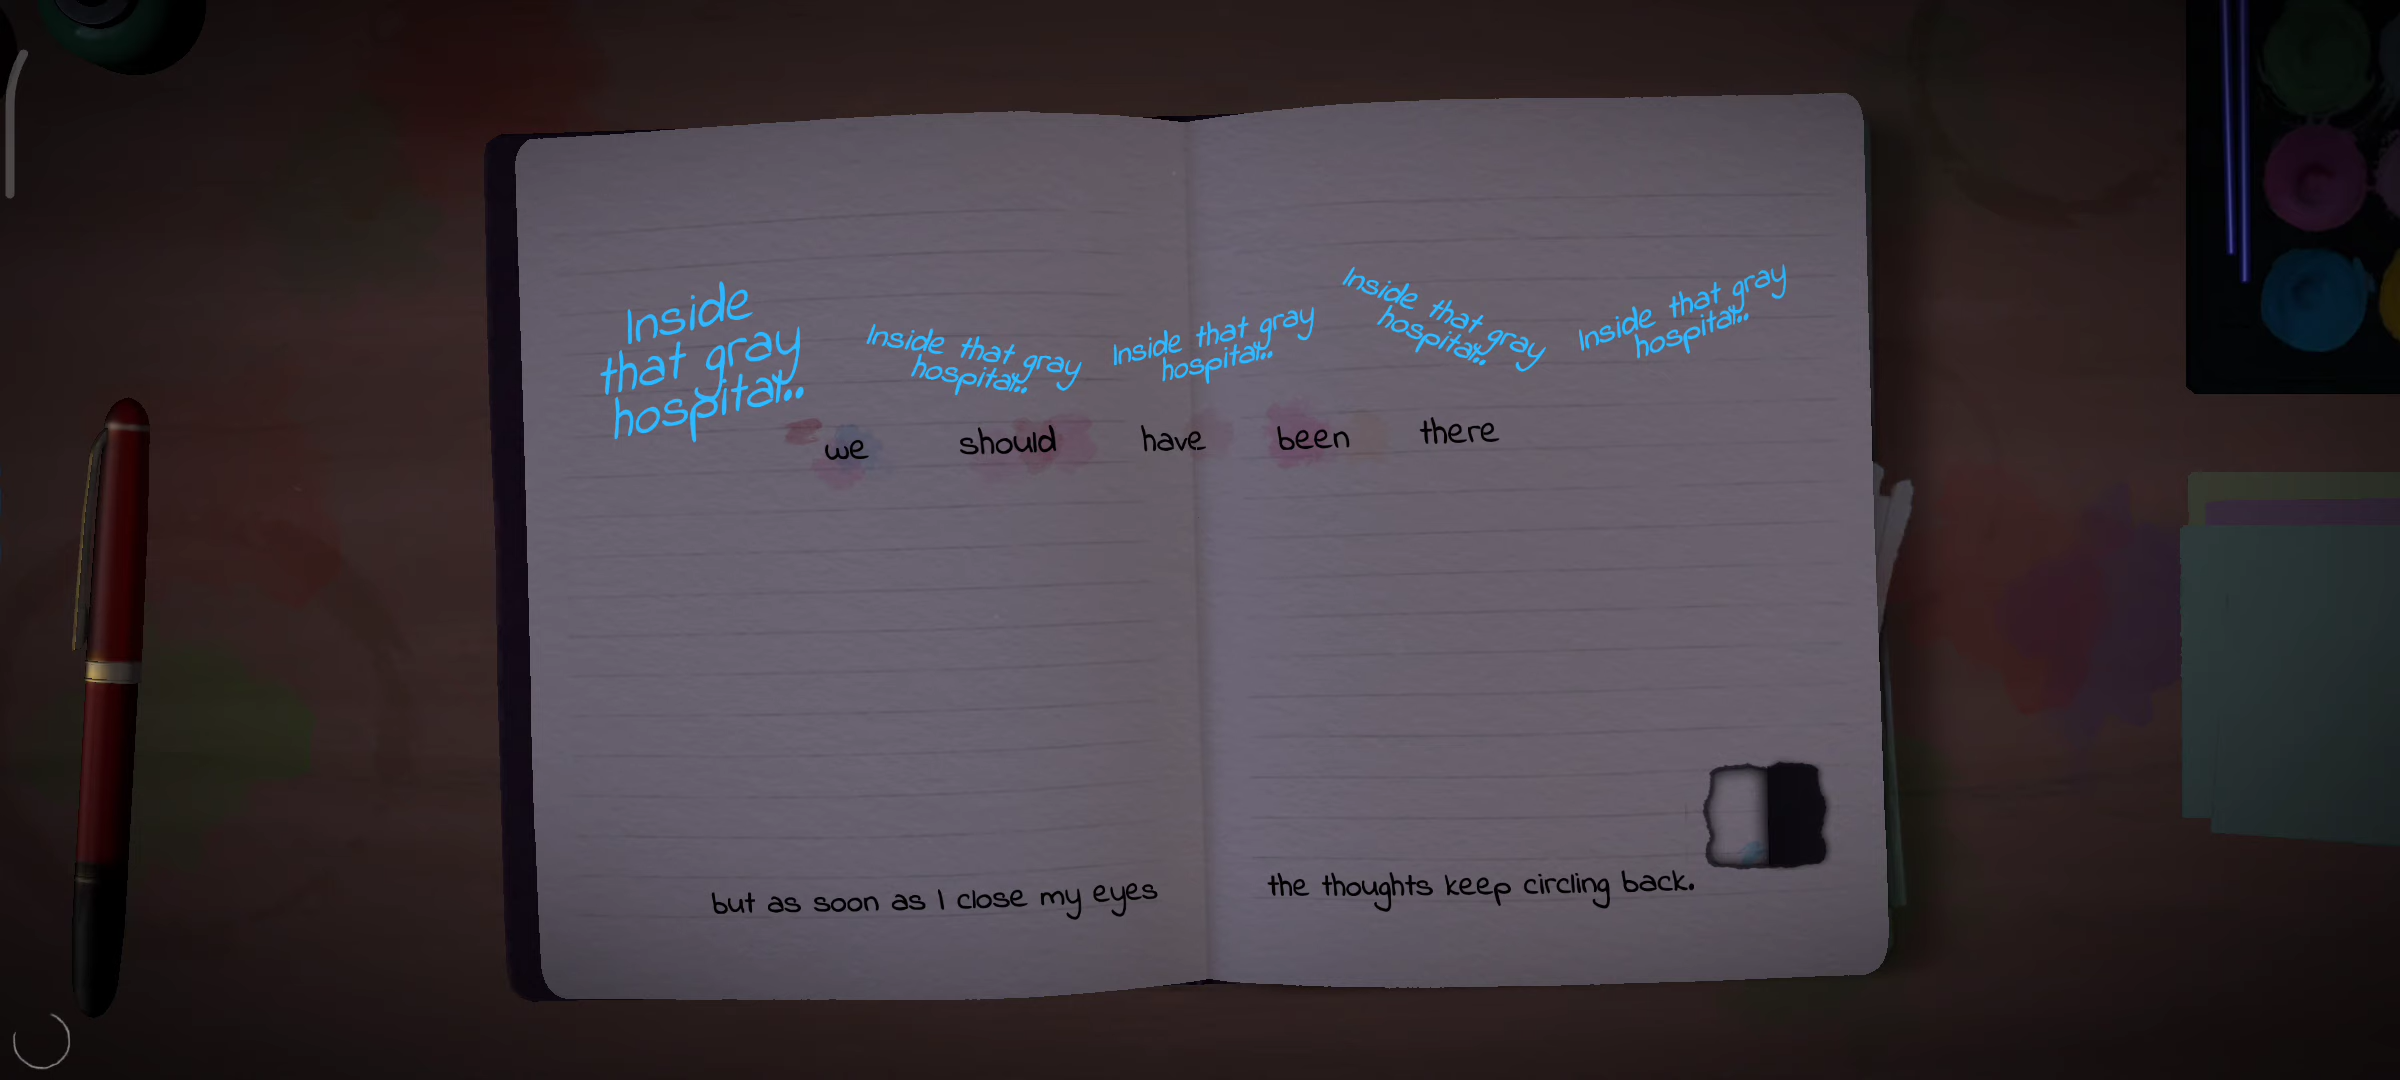 Inside
that gray
hospital...
Inside that gray
hospital...
Inside that gray
hospital...
Inside that gray
hospital...
Inside that gray
hospital...
we should have been there
but as soon as I close my eyes
the thoughts keep circling back.